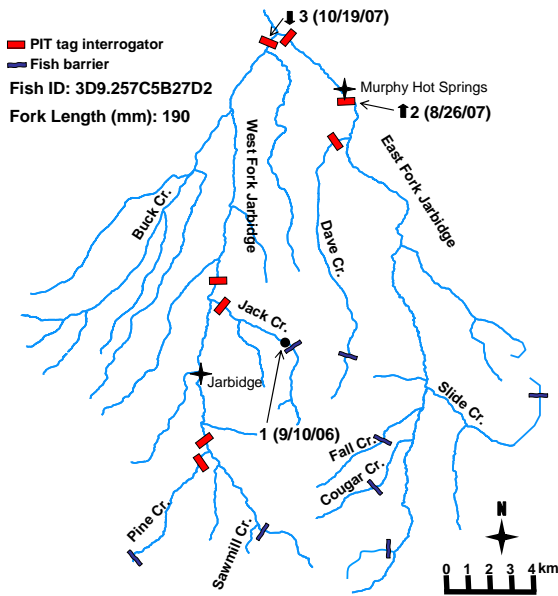 3 (10/19/07)
PIT tag interrogator
Fish barrier
Fish ID: 3D9.257C5B27D2
Fork Length (mm): 190
Murphy Hot Springs
2 (8/26/07)
West Fork Jarbidge
East Fork Jarbidge
Buck Cr.
Dave Cr.
Jack Cr.
Jarbidge
Slide Cr.
1 (9/10/06)
Fall Cr.
Cougar Cr.
Pine Cr.
Sawmill Cr.
N
0 1 2 3 4 km